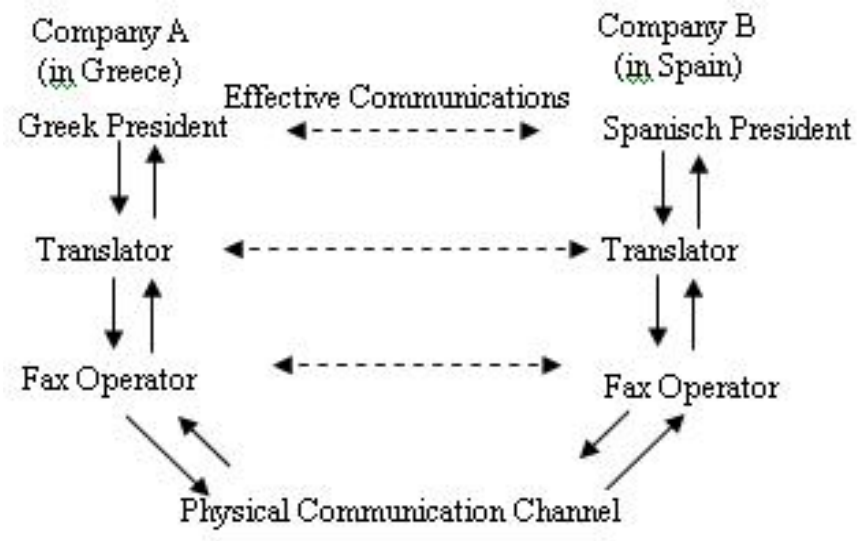 Company A
(in Greece)
Company B
(in Spain)
Effective Communications
Greek President
Spanisch President
Translator
Translator
Fax Operator
Fax Operator
Physical Communication Channel